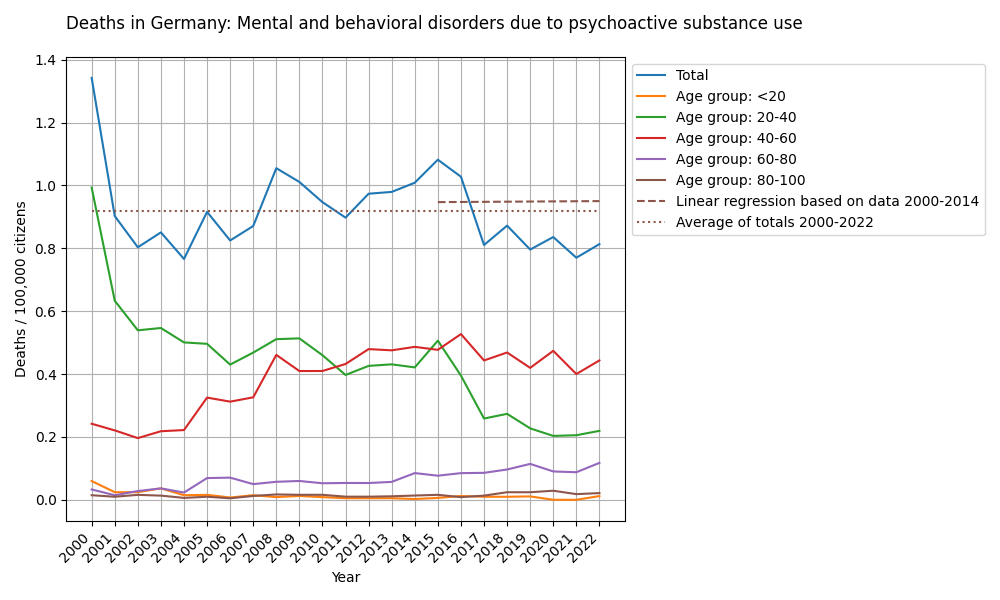 Deaths in Germany: Mental and behavioral disorders due to psychoactive substance use
1.4
1.2
1.0
0.8
0.6
0.4
0.2
0.0
Deaths / 100,000 citizens
2000
2001
2002
2003
2004
2005
2006
2007
2008
2009
2010
2011
2012
2013
2014
2015
2016
2017
2018
2019
2020
2021
2022
Year
Total
Age group: <20
Age group: 20-40
Age group: 40-60
Age group: 60-80
Age group: 80-100
Linear regression based on data 2000-2014
Average of totals 2000-2022